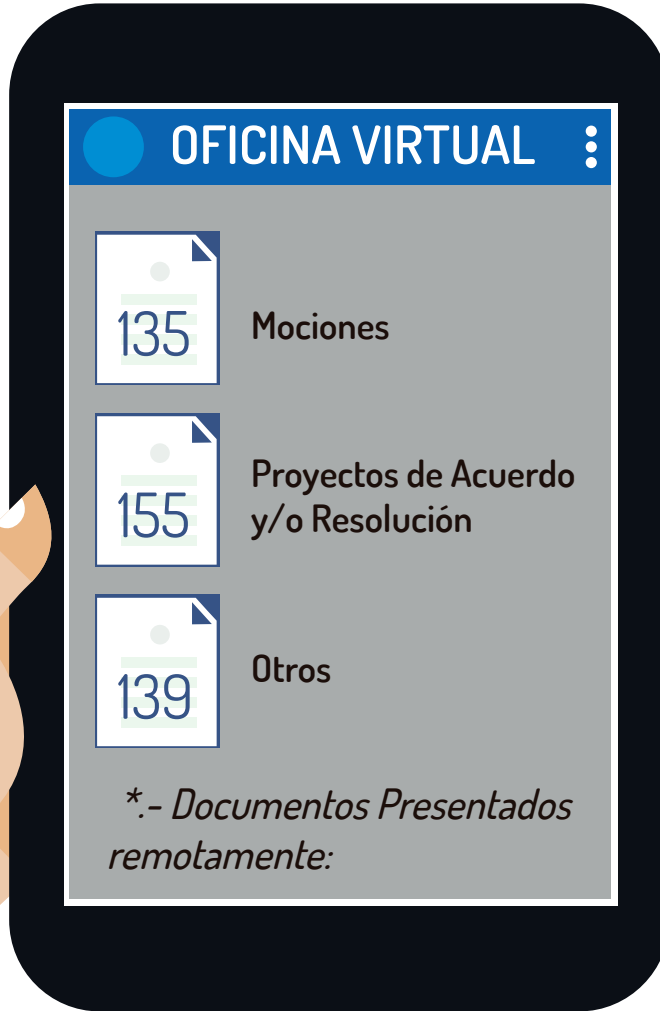 OFICINA VIRTUAL
135
Mociones
155
Proyectos de Acuerdo
y/o Resolución
139
Otros
*.- Documentos Presentados
remotamente: